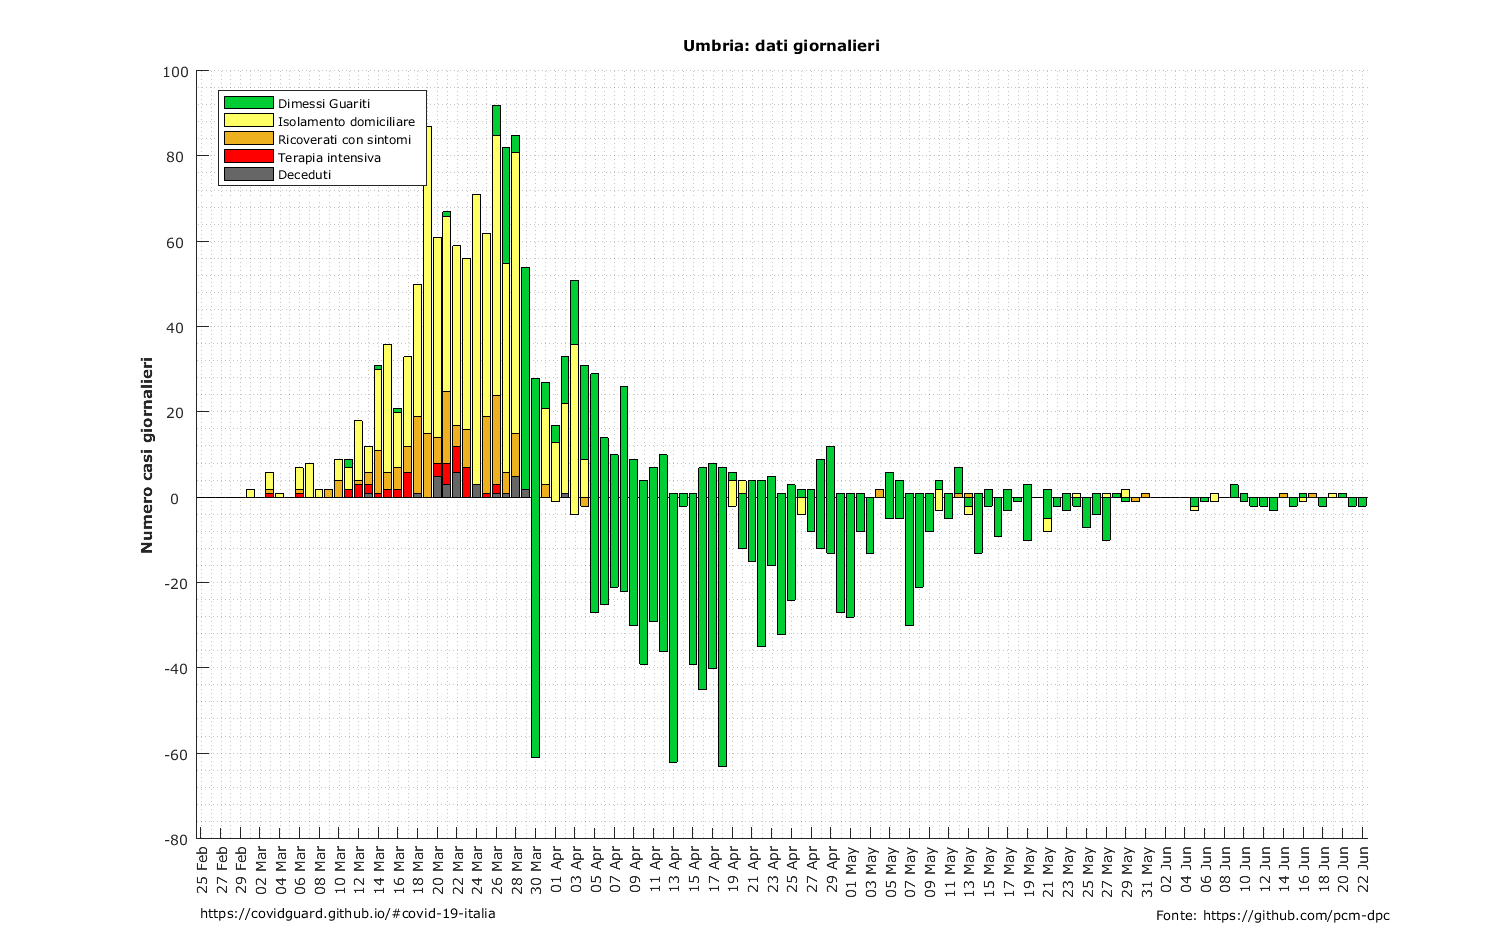 Umbria: dati giornalieri
Numero casi giornalieri
100
80
60
40
20
0
-20
-40
-60
-80
Dimessi Guariti
Isolamento domiciliare
Ricoverati con sintomi
Terapia intensiva
Deceduti
25 Feb
27 Feb
29 Feb
02 Mar
04 Mar
06 Mar
08 Mar
10 Mar
12 Mar
14 Mar
16 Mar
18 Mar
20 Mar
22 Mar
24 Mar
26 Mar
28 Mar
30 Mar
01 Apr
03 Apr
05 Apr
07 Apr
09 Apr
11 Apr
13 Apr
15 Apr
17 Apr
19 Apr
21 Apr
23 Apr
25 Apr
27 Apr
29 Apr
01 May
03 May
05 May
07 May
09 May
11 May
13 May
15 May
17 May
19 May
21 May
23 May
25 May
27 May
29 May
31 May
02 Jun
04 Jun
06 Jun
08 Jun
10 Jun
12 Jun
14 Jun
16 Jun
18 Jun
20 Jun
22 Jun
https://covidguard.github.io/#covid-19-italia
Fonte: https://github.com/pcm-dpc